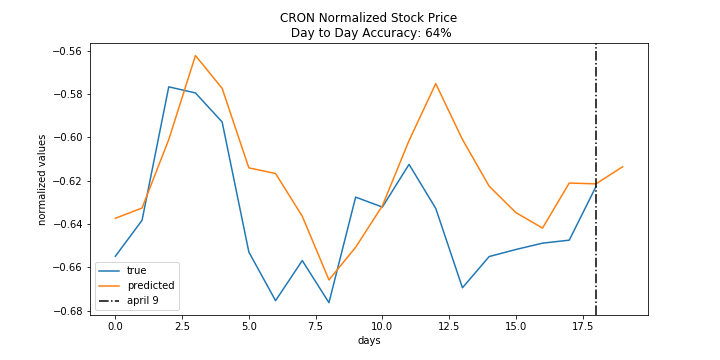 CRON Normalized Stock Price
Day to Day Accuracy: 64%
normalized values
−0.56
−0.58
−0.60
−0.62
−0.64
−0.66
−0.68
true
predicted
april 9
0.0 2.5 5.0 7.5 10.0 12.5 15.0 17.5
days